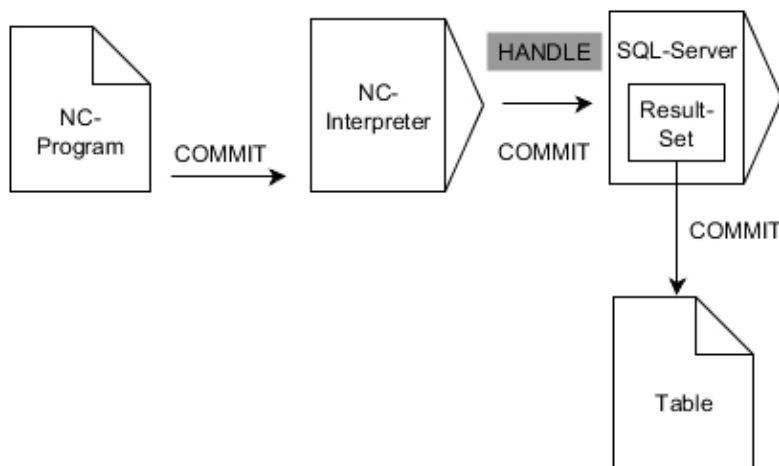 NC-
Program
COMMIT
NC-
Interpreter
HANDLE
COMMIT
SQL-Server
Result-
Set
COMMIT
Table